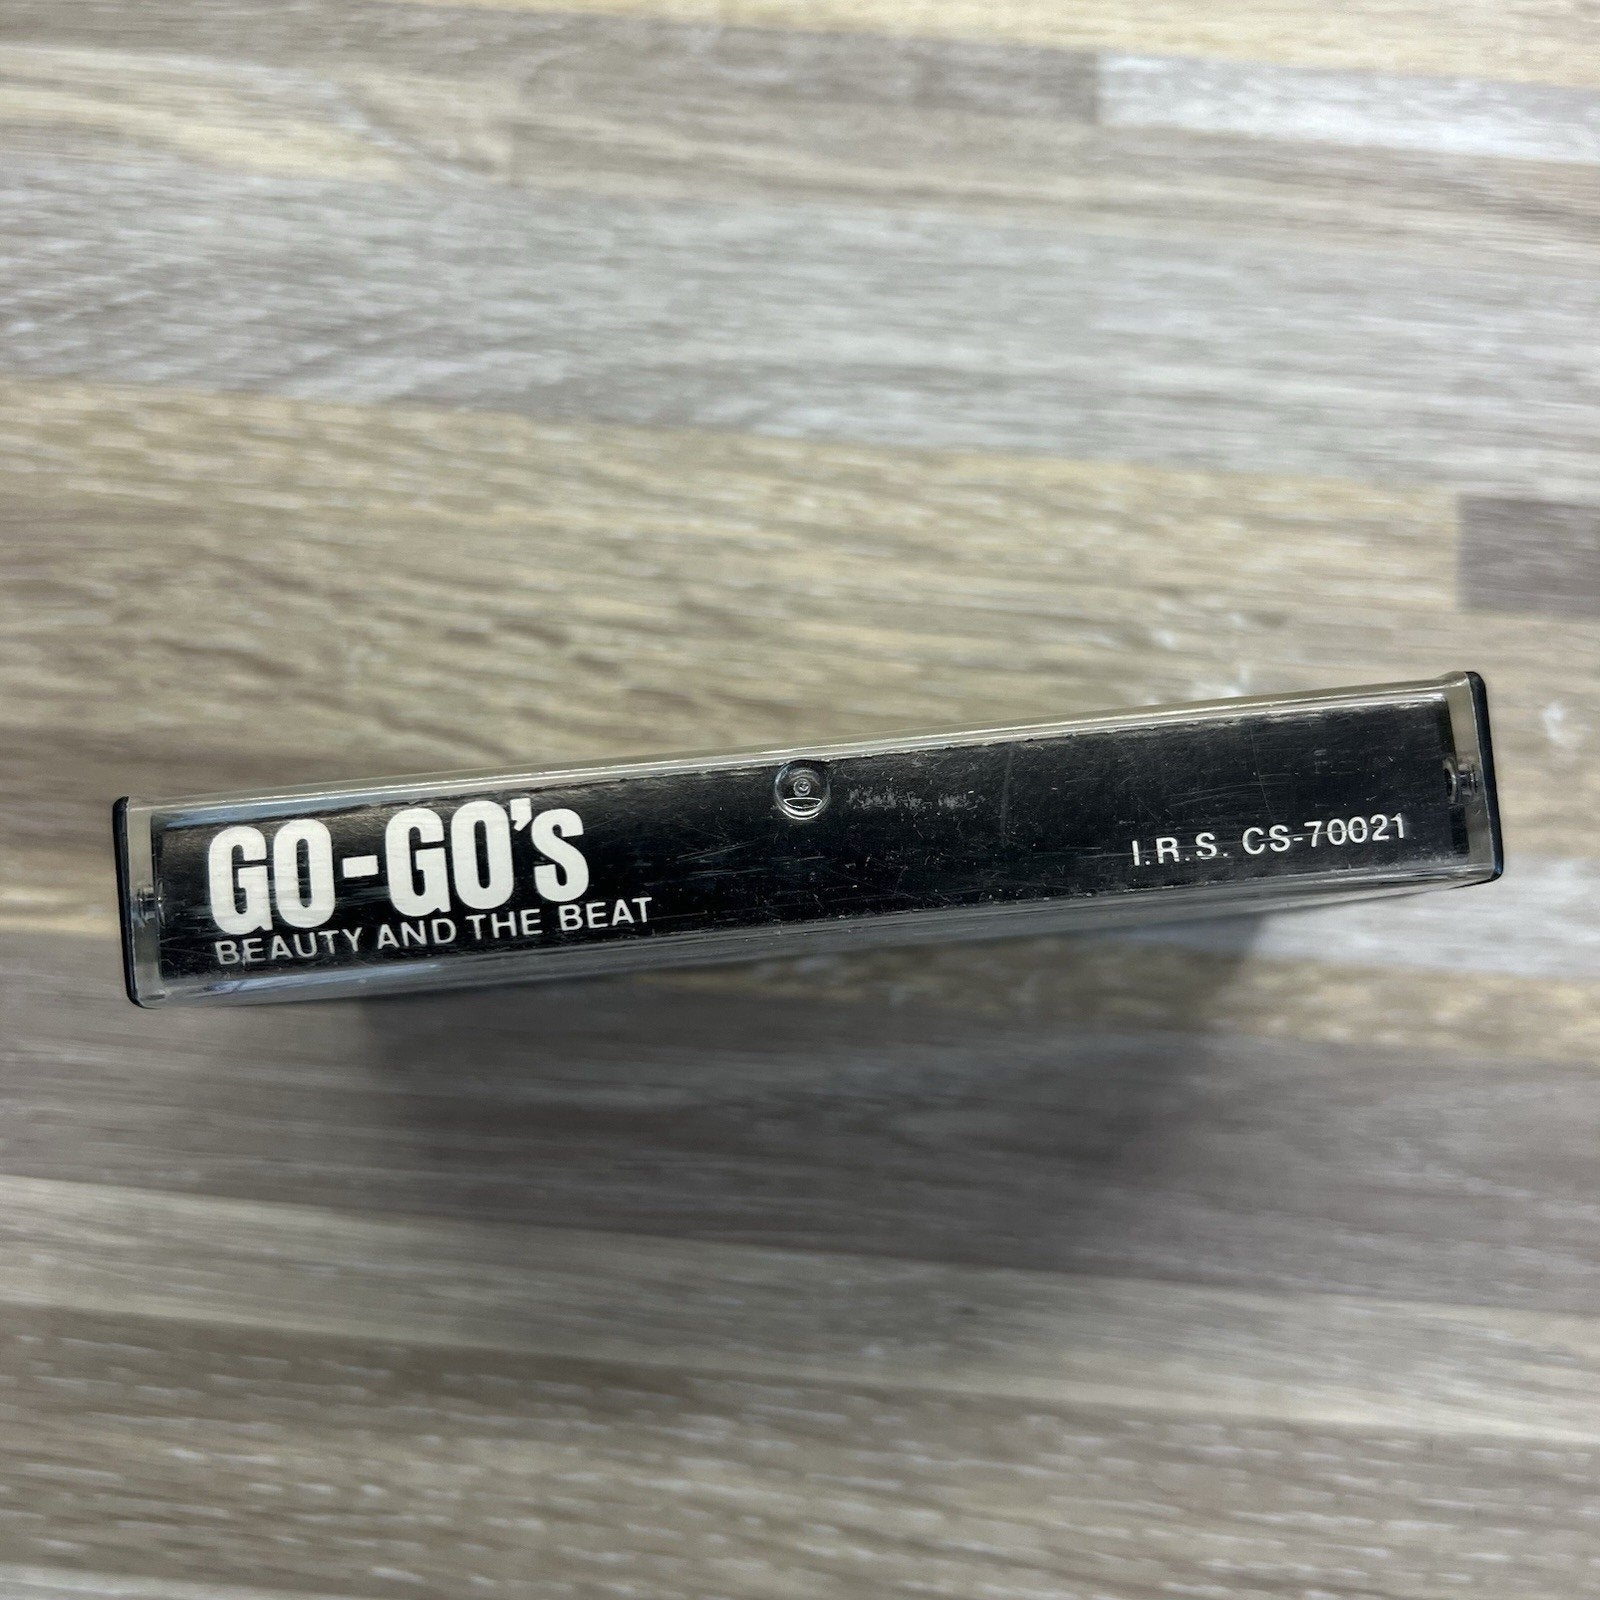 GO-GO's
BEAUTY AND THE BEAT
I.R.S. CS-70021